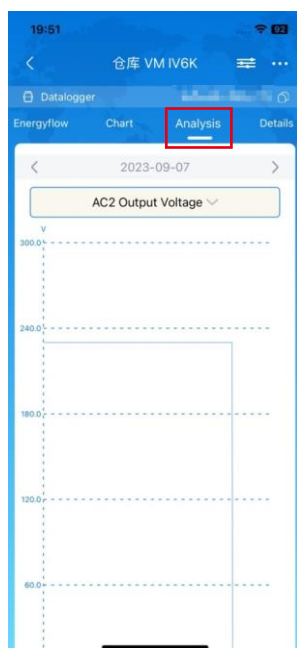 19:51
02
仓库 VM IV6K
Datalogger
Energyflow Chart Analysis Details
2023-09-07
AC2 Output Voltage
V
300.0
240.0
180.0
120.0
60.0